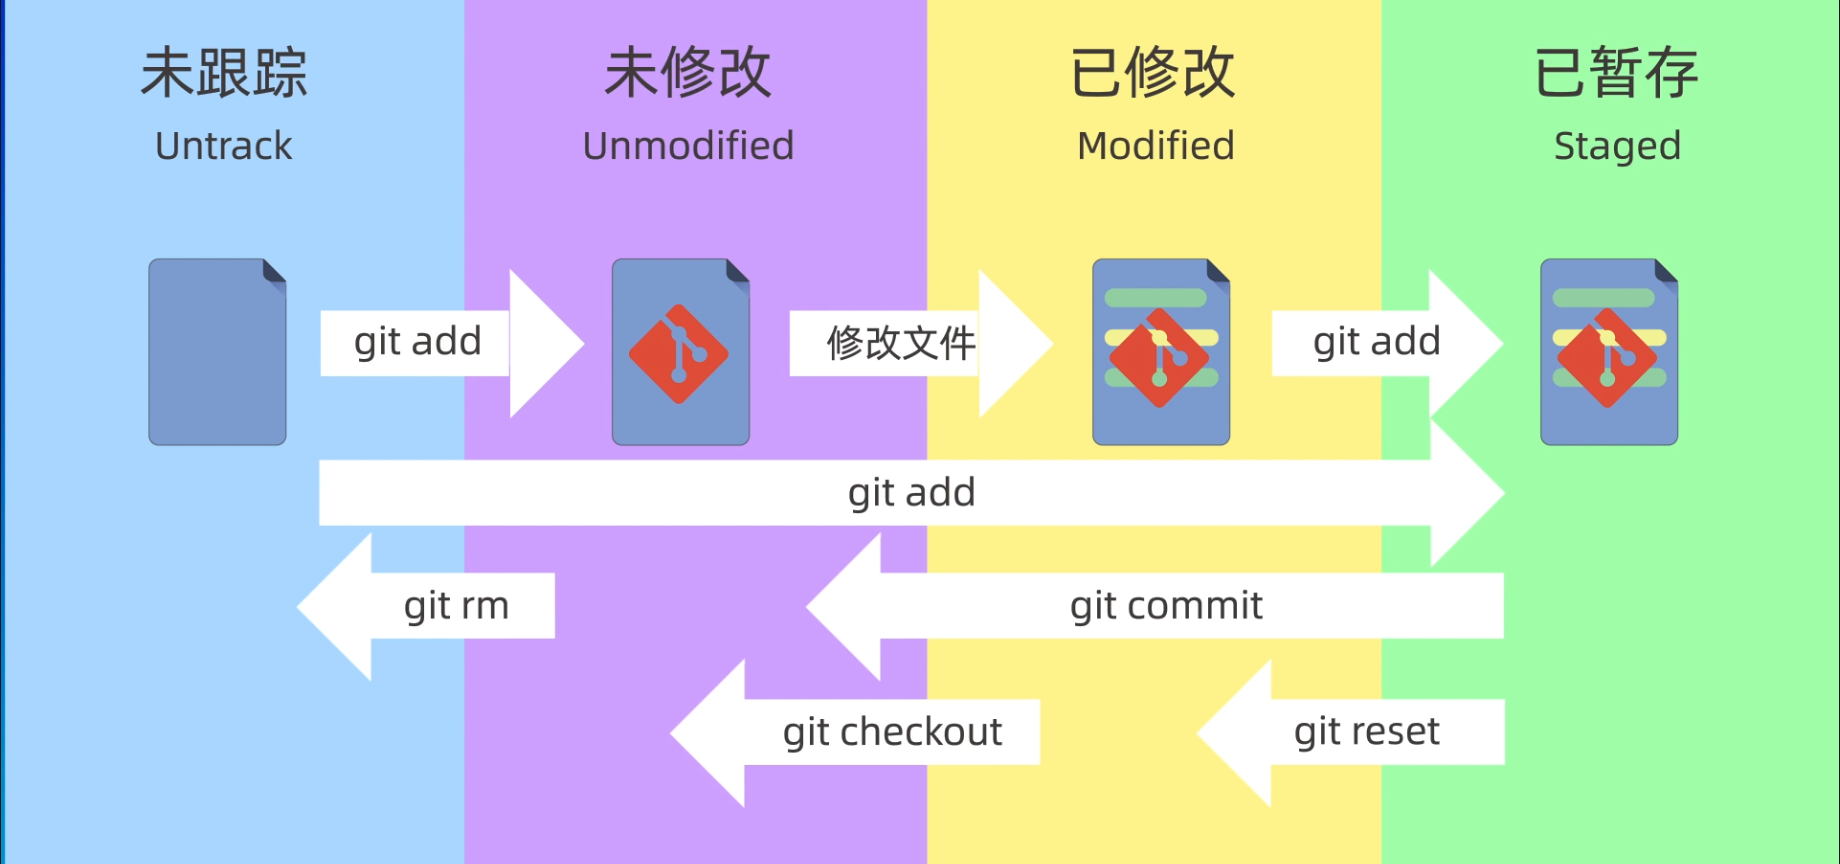 未跟踪
Untrack
未修改
Unmodified
已修改
Modified
已暂存
Staged
git add
修改文件
git add
git add
git rm
git commit
git checkout
git reset